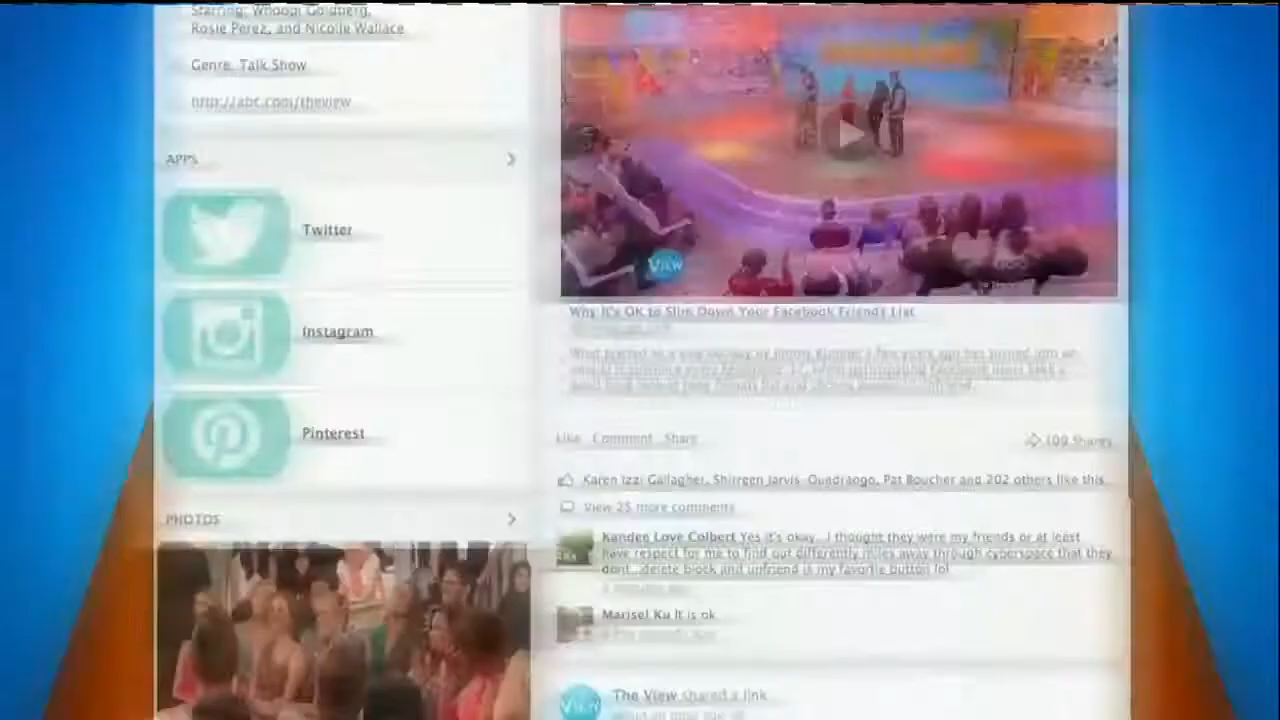 Starring: Whoopi Goldberg,
Rosie Perez, and Nicolle Wallace
Genre: Talk Show
http://abc.com/theview
APPS
Twitter
Instagram
Pinterest
PHOTOS
View
Why It's OK to Slim Down Your Facebook Friends List
Like Comment Share
109 Shares
Karen Izzi Gallagher, Shirreen Jarvis-Quadraogo, Pat Boucher and 202 others like this.
View 25 more comments
Kandee Love Colbert Yes it's okay...I thought they were my friends or at least
have respect for me to find out differently miles away through cyberspace that they
dont...delete block and unfriend is my favorite button lol
Marisel Ku It is ok
View
The View shared a link